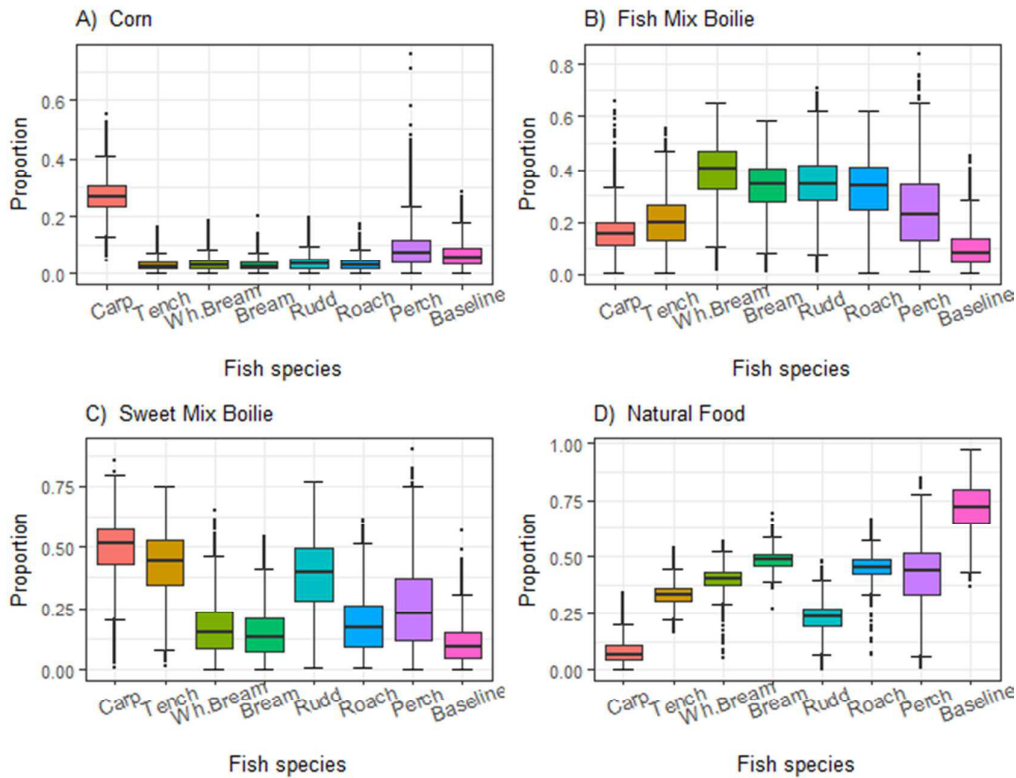 A) Corn
Proportion
0.6
0.4
0.2
0.0
Carp Tench Wh.Bream Bream Rudd Roach Perch Baseline
Fish species
B) Fish Mix Boilie
Proportion
0.8
0.6
0.4
0.2
0.0
Carp Tench Wh.Bream Bream Rudd Roach Perch Baseline
Fish species
C) Sweet Mix Boilie
Proportion
0.75
0.50
0.25
0.00
Carp Tench Wh.Bream Bream Rudd Roach Perch Baseline
Fish species
D) Natural Food
Proportion
1.00
0.75
0.50
0.25
0.00
Carp Tench Wh.Bream Bream Rudd Roach Perch Baseline
Fish species